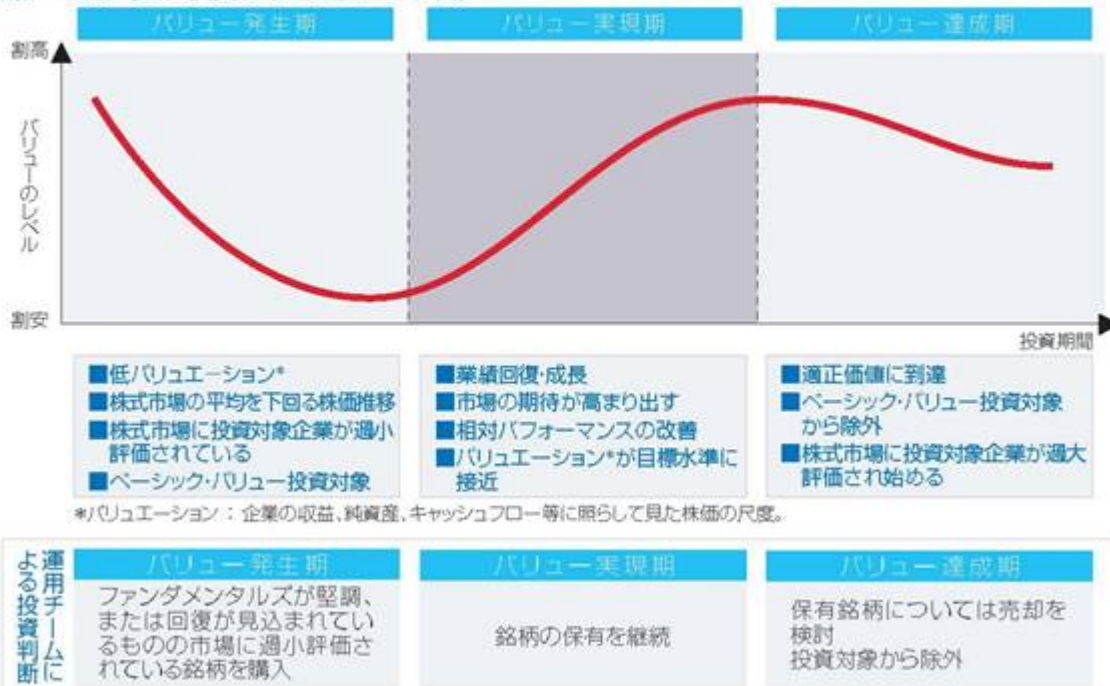 バリュー発生期
バリュー実現期
バリュー達成期
割高
バリューのレベル
割安
投資期間
■低バリュエーション*
■株式市場の平均を下回る株価推移
■株式市場に投資対象企業が過小
評価されている
■ベーシック・バリュー投資対象
■業績回復・成長
■市場の期待が高まり出す
■相対パフォーマンスの改善
■バリュエーション*が目標水準に
接近
■適正価値に到達
■ベーシック・バリュー投資対象
から除外
■株式市場に投資対象企業が過大
評価され始める
*バリュエーション：企業の収益、純資産、キャッシュフロー等に照らして見た株価の尺度。
運用チームに
よる投資判断
バリュー発生期
ファンダメンタルズが堅調、
または回復が見込まれてい
るものの市場に過小評価さ
れている銘柄を購入
バリュー実現期
銘柄の保有を継続
バリュー達成期
保有銘柄については売却を
検討
投資対象から除外